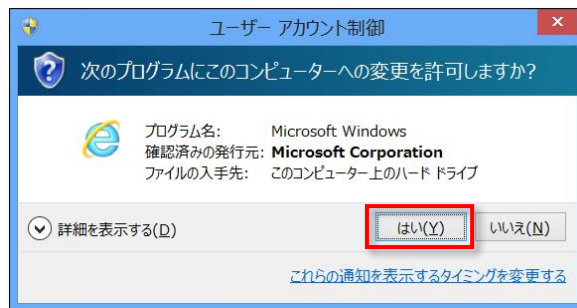 ユーザー アカウント制御
次のプログラムにこのコンピューターへの変更を許可しますか?
プログラム名: Microsoft Windows
確認済みの発行元: Microsoft Corporation
ファイルの入手先: このコンピューター上のハード ドライブ
詳細を表示する(D) はい(Y) いいえ(N)
これらの通知を表示するタイミングを変更する